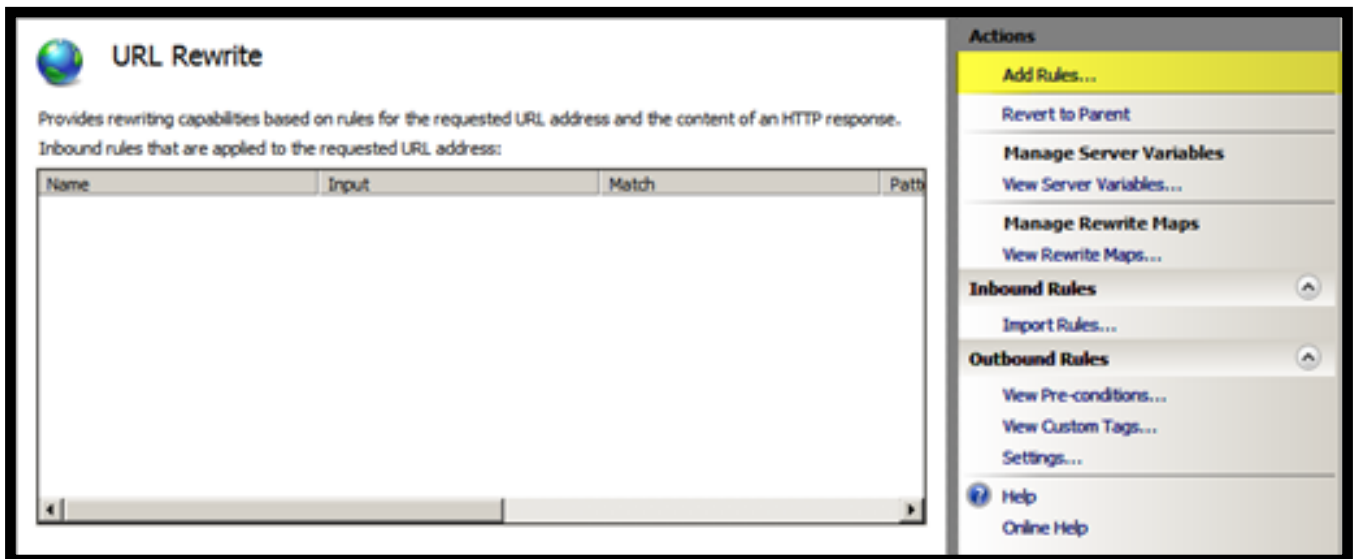 URL Rewrite
Provides rewriting capabilities based on rules for the requested URL address and the content of an HTTP response.
Inbound rules that are applied to the requested URL address:
Name Input Match Patt
Actions
Add Rules...
Revert to Parent
Manage Server Variables
View Server Variables...
Manage Rewrite Maps
View Rewrite Maps...
Inbound Rules
Import Rules...
Outbound Rules
View Pre-conditions...
View Custom Tags...
Settings...
Help
Online Help